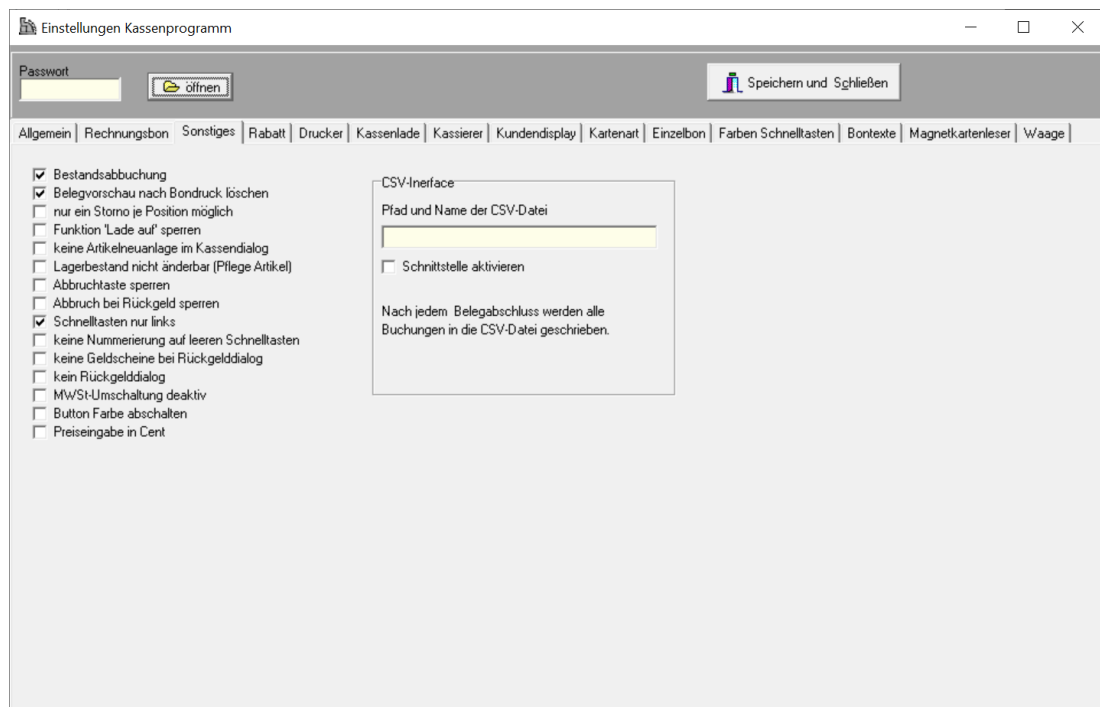 Einstellungen Kassenprogramm
Passwort
öffnen
Speichern und Schließen
Allgemein Rechnungsbon Sonstiges Rabatt Drucker Kassenlade Kassierer Kundendisplay Kartenart Einzelbon Farben Schnelltasten Bontexte Magnetkartenleser Waage
Bestandsabbuchung
Belegvorschau nach Bondruck löschen
nur ein Storno je Position möglich
Funktion 'Lade auf' sperren
keine Artikelneuanlage im Kassendialog
Lagerbestand nicht änderbar (Pflege Artikel)
Abbruchtaste sperren
Abbruch bei Rückgeld sperren
Schnelltasten nur links
keine Nummerierung auf leeren Schnelltasten
keine Geldscheine bei Rückgelddialog
kein Rückgelddialog
MWSt-Umschaltung deaktiv
Button Farbe abschalten
Preiseingabe in Cent
CSV-Inerface
Pfad und Name der CSV-Datei
Schnittstelle aktivieren
Nach jedem Belegabschluss werden alle
Buchungen in die CSV-Datei geschrieben.